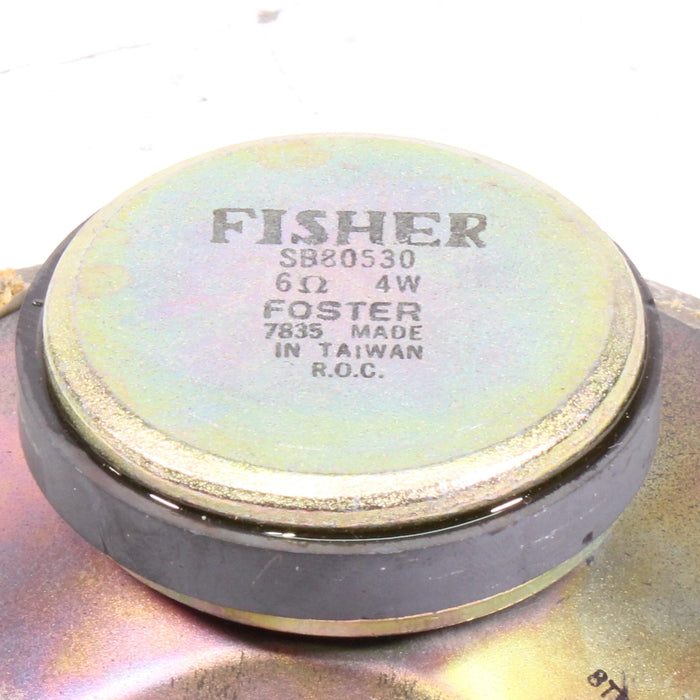 FISHER
SB80530
6Ω 4W
FOSTER
7835 MADE
IN TAIWAN
R.O.C.